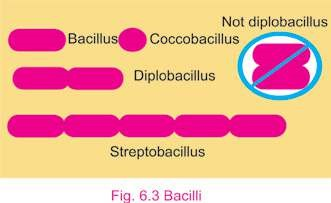 Not diplobacillus
Bacillus Coccobacillus
Diplobacillus
Streptobacillus
Fig. 6.3 Bacilli